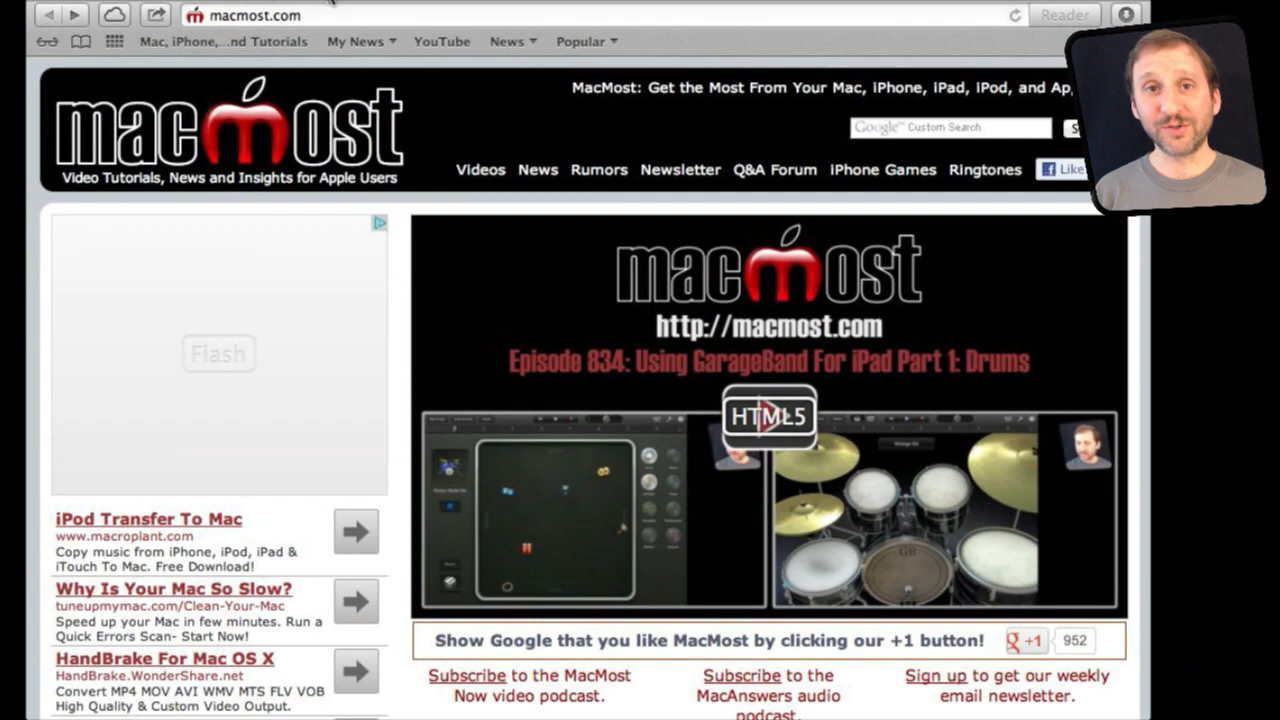 macmost.com
Reader
Mac, iPhone,...nd Tutorials
My News
YouTube
News
Popular
macmost
Video Tutorials, News and Insights for Apple Users
MacMost: Get the Most From Your Mac, iPhone, iPad, iPod, and
Google Custom Search
Videos
News
Rumors
Newsletter
Q&A Forum
iPhone Games
Ringtones
Like
Flash
macmost
http://macmost.com
Episode 834: Using GarageBand For iPad Part 1: Drums
HTML5
GB
iPod Transfer To Mac
www.macroplant.com
Copy music from iPhone, iPod, iPad &
iTouch To Mac. Free Download!
Why Is Your Mac So Slow?
tuneupmymac.com/Clean-Your-Mac
Speed up your Mac in few minutes. Run a
Quick Errors Scan- Start Now!
HandBrake For Mac OS X
HandBrake.WonderShare.net
Convert MP4 MOV AVI WMV MTS FLV VOB
High Quality & Custom Video Output.
Show Google that you like MacMost by clicking our +1 button!
g +1
952
Subscribe to the MacMost
Now video podcast.
Subscribe to the
MacAnswers audio
podcast.
Sign up to get our weekly
email newsletter.